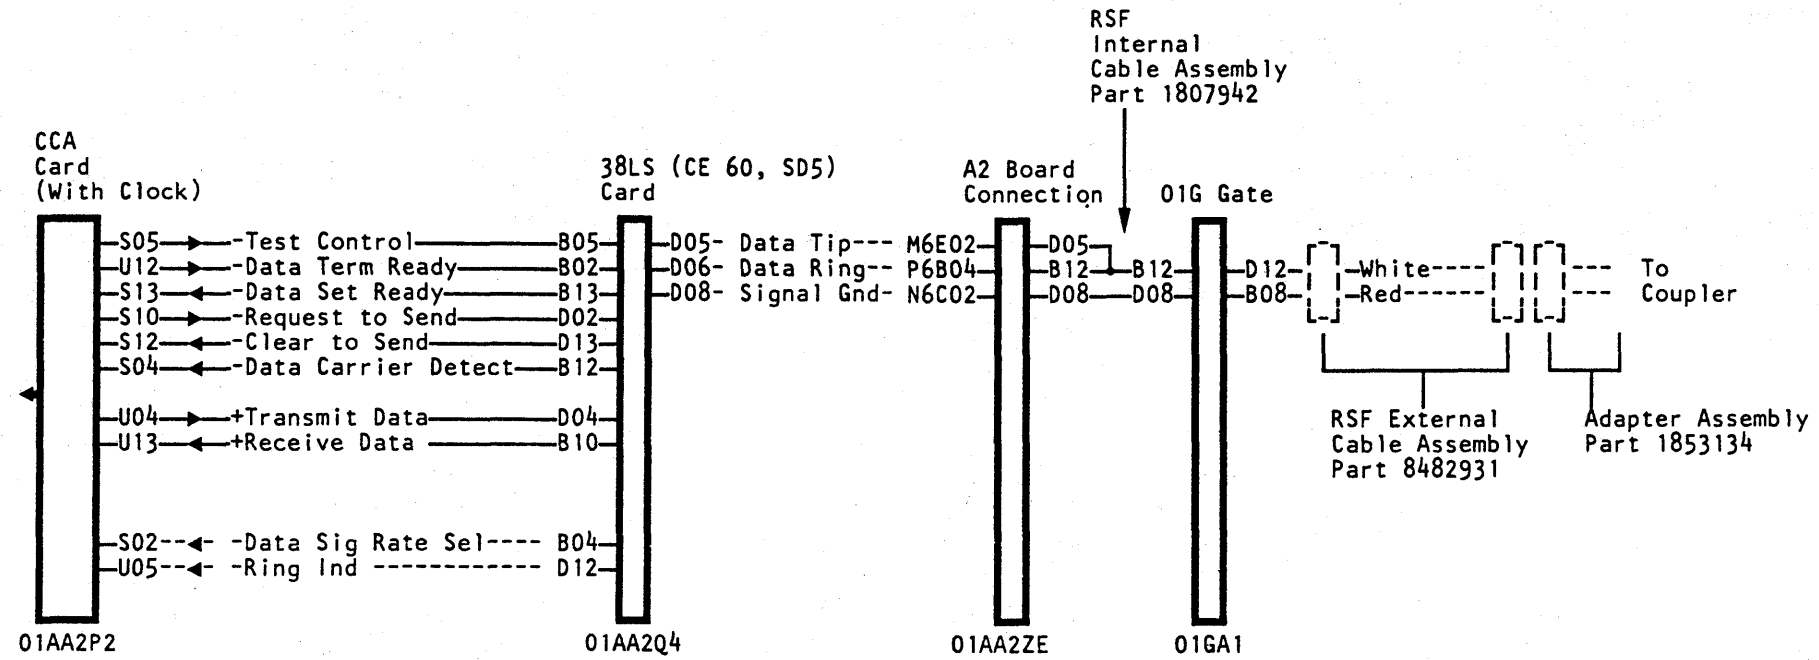 RSF
Internal
Cable Assembly
Part 1807942
CCA
Card
(With Clock)
38LS (CE 60, SD5)
Card
A2 Board
Connection
01G Gate
S05 -Test Control B05 D05- Data Tip--- M6E02 D05
U12 -Data Term Ready B02 D06- Data Ring-- P6B04 B12 B12 D12 White---- --- To
S13 -Data Set Ready B13 D08- Signal Gnd- N6C02 D08 D08 B08 Red------ --- Coupler
S10 -Request to Send D02
S12 -Clear to Send D13
S04 -Data Carrier Detect B12
U04 +Transmit Data D04
U13 +Receive Data B10
RSF External
Cable Assembly
Part 8482931
Adapter Assembly
Part 1853134
S02-- -Data Sig Rate Sel---- B04
U05-- -Ring Ind ------------ D12
01AA2P2
01AA2Q4
01AA2ZE
01GA1